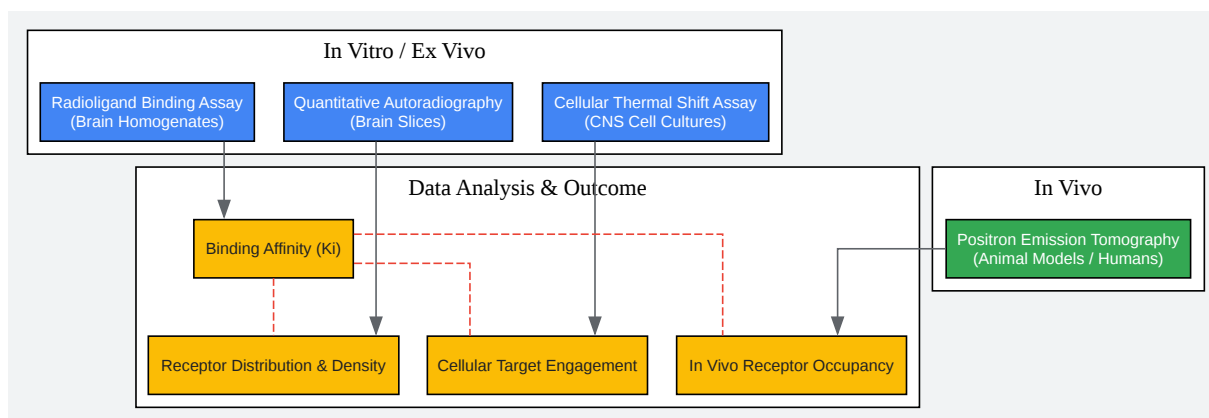 In Vitro / Ex Vivo
Radioligand Binding Assay
(Brain Homogenates)
Quantitative Autoradiography
(Brain Slices)
Cellular Thermal Shift Assay
(CNS Cell Cultures)
Data Analysis & Outcome
In Vivo
Binding Affinity (Ki)
Positron Emission Tomography
(Animal Models / Humans)
Receptor Distribution & Density
Cellular Target Engagement
In Vivo Receptor Occupancy